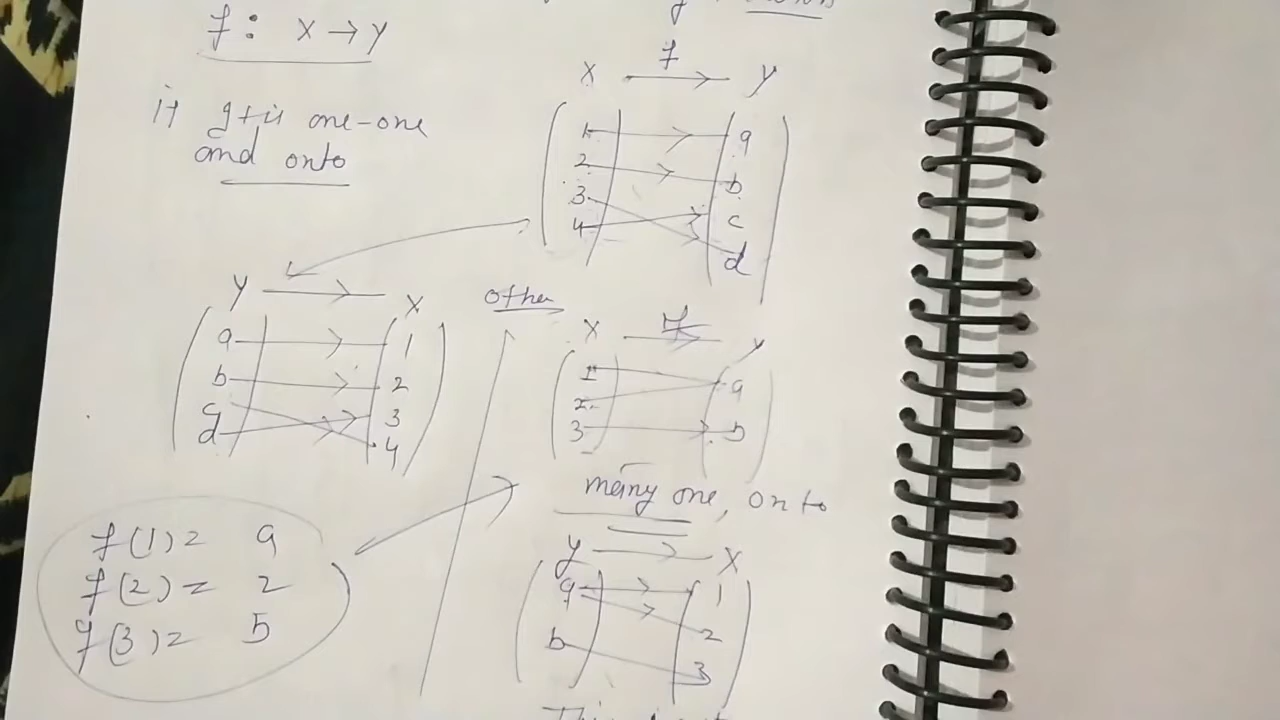 f: X → Y
X f → Y
it is one-one
and onto
1 a
2 b
3 c
4 d
Y → X
a 1
b 2
c 3
d 4
other
X f → Y
1 a
2
3 b
many one, onto
f(1) = a
f(2) = 2
f(3) = b
Y → X
a 1
2
b 3